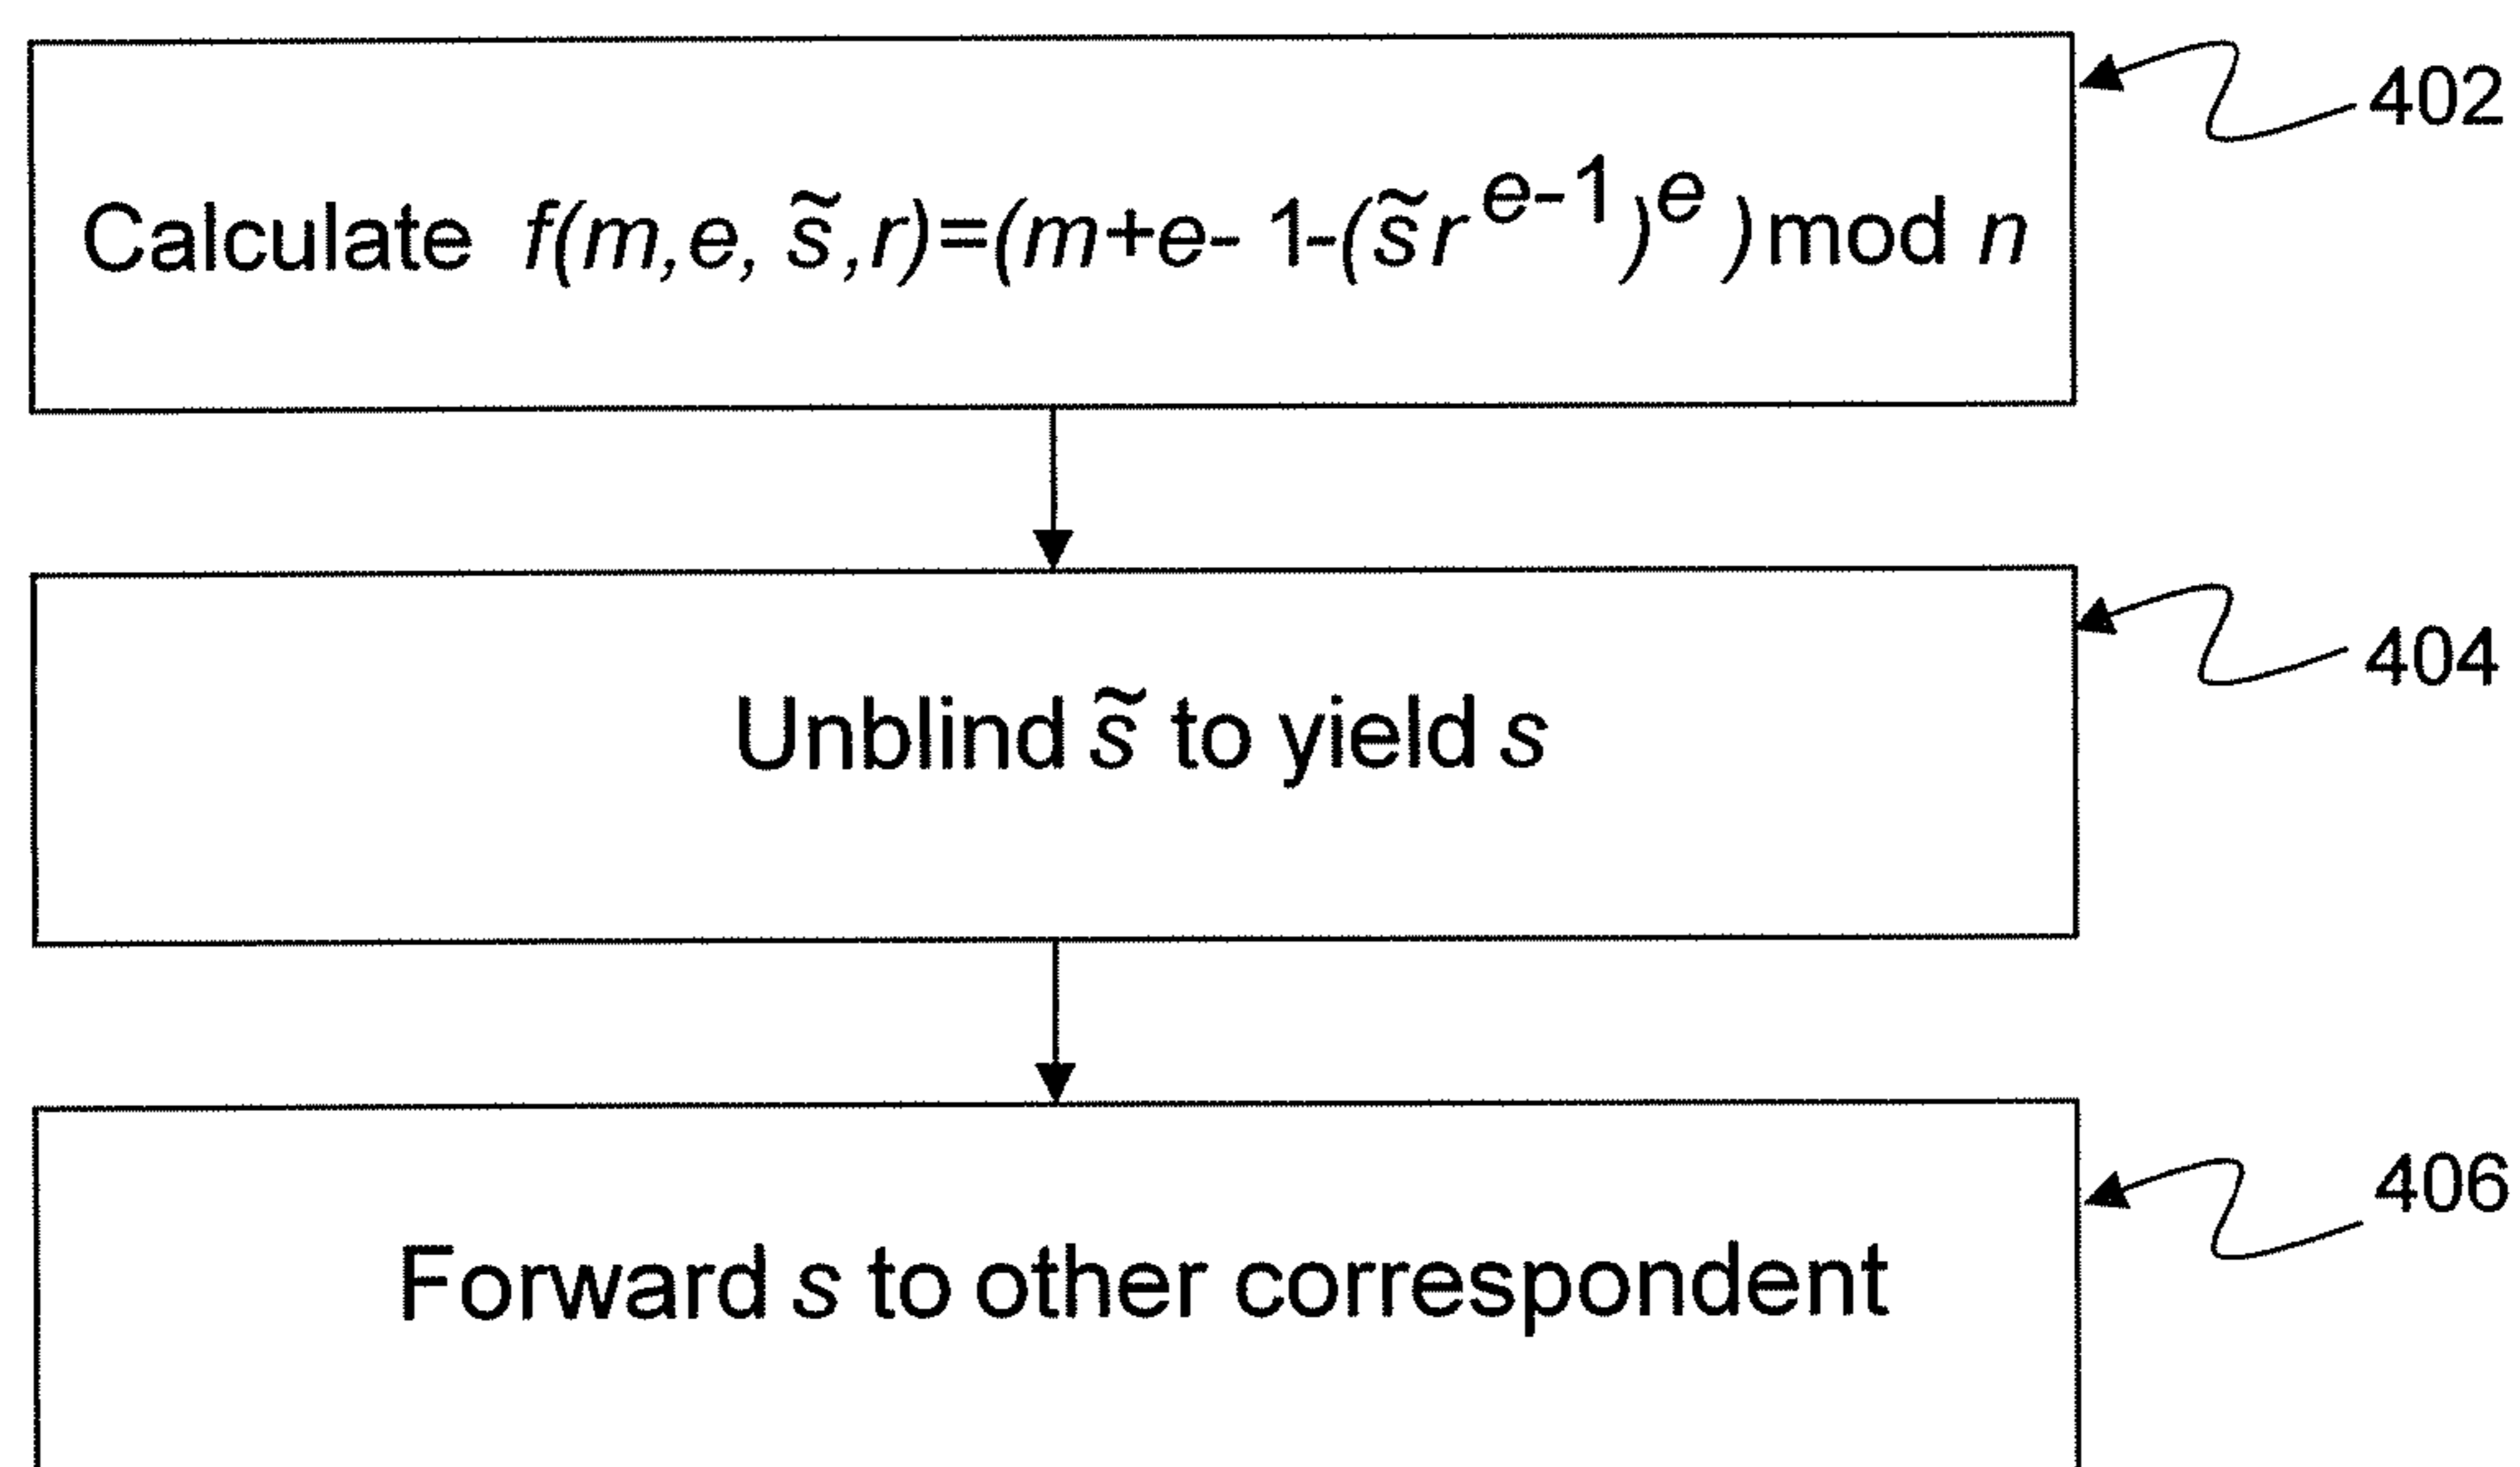 402
Calculate f(m,e, s̃,r)=(m+e- 1-(s̃r^{e-1})^e)mod n
404
Unblind s̃ to yield s
406
Forward s to other correspondent